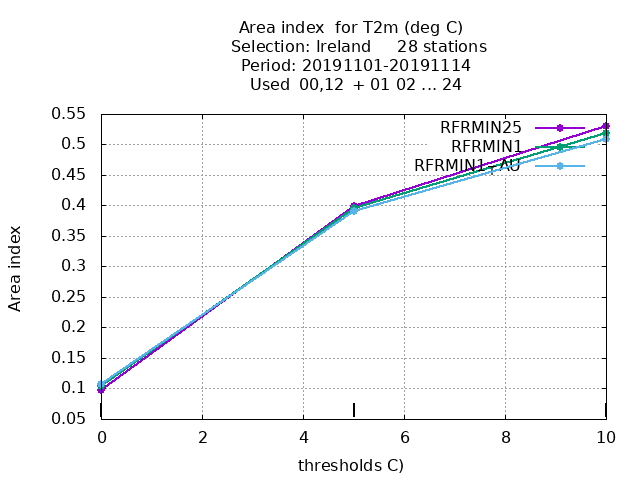 Area index  for T2m (deg C)
Selection: Ireland     28 stations
Period: 20191101-20191114
Used  00,12  + 01 02 ... 24
0.55
0.5
0.45
0.4
0.35
0.3
0.25
0.2
0.15
0.1
0.05
Area index
RFRMIN25
RFRMIN1
RFRMIN1_AU
0 2 4 6 8 10
thresholds C)